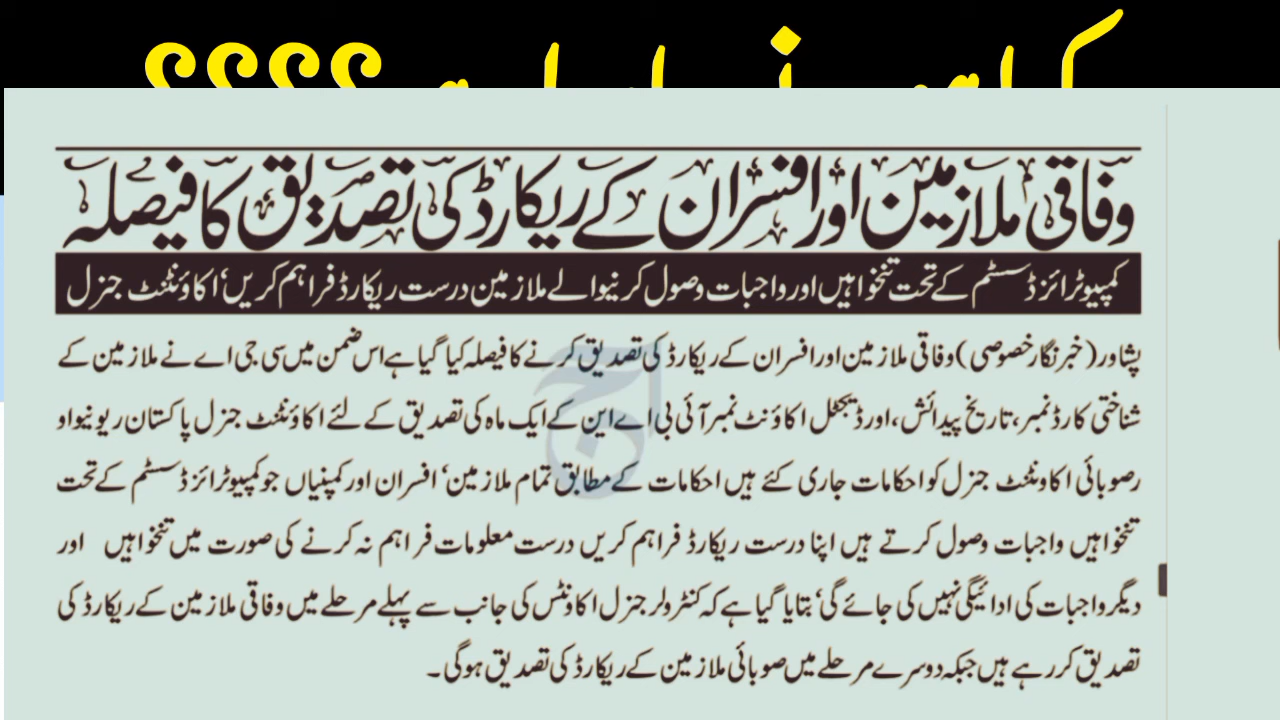 ؟؟؟؟
وفاقی ملازمین اور افسران کے ریکارڈ کی تصدیق کا فیصلہ
کمپیوٹرائزڈ سسٹم کے تحت تنخواہیں اور واجبات وصول کرنیوالے ملازمین درست ریکارڈ فراہم کریں‘ اکاؤنٹنٹ جنرل
پشاور (خبرنگار خصوصی) وفاقی ملازمین اور افسران کے ریکارڈ کی تصدیق کرنے کا فیصلہ کیا گیا ہے اس ضمن میں سی جی اے نے ملازمین کے
شناختی کارڈ نمبر، تاریخ پیدائش، اور ڈیجیٹل اکاؤنٹ نمبر آئی بی اے این کے ایک ماہ کی تصدیق کے لئے اکاؤنٹنٹ جنرل پاکستان ریونیو او
رصوبائی اکاونٹنٹ جنرل کو احکامات جاری کئے ہیں احکامات کے مطابق تمام ملازمین‘ افسران اور کمپنیاں جو کمپیوٹرائزڈ سسٹم کے تحت
تنخواہیں واجبات وصول کرتے ہیں اپنا درست ریکارڈ فراہم کریں درست معلومات فراہم نہ کرنے کی صورت میں تنخواہیں اور
دیگر واجبات کی ادائیگی نہیں کی جائے گی‘ بتایا گیا ہے کہ کنٹرولر جنرل اکاونٹس کی جانب سے پہلے مرحلے میں وفاقی ملازمین کے ریکارڈ کی
تصدیق کر رہے ہیں جبکہ دوسرے مرحلے میں صوبائی ملازمین کے ریکارڈ کی تصدیق ہوگی۔
آج